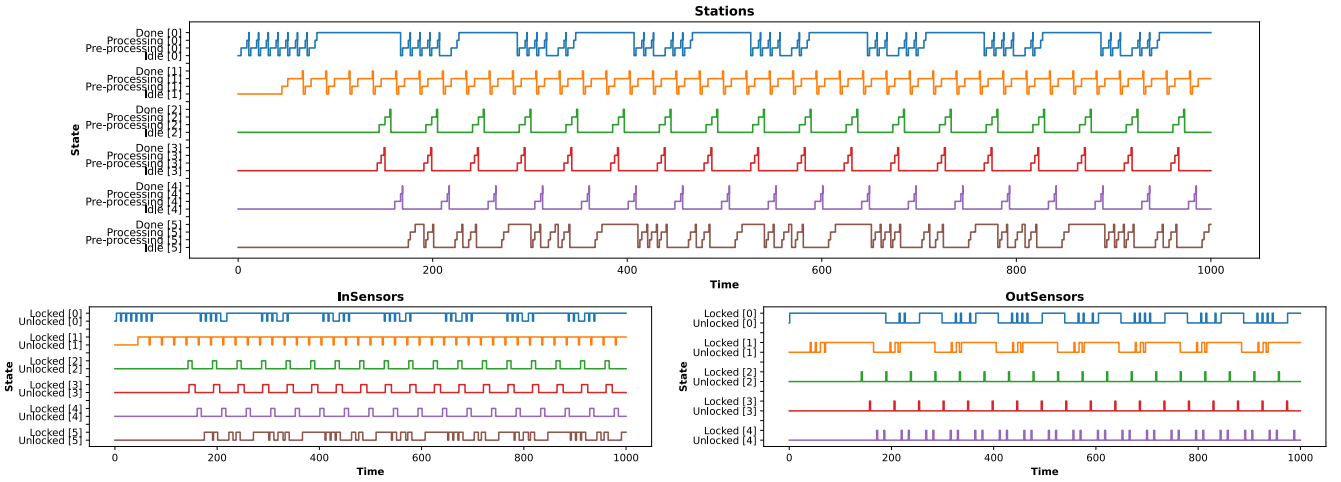 Stations
Done [0]
Processing [0]
Pre-processing [0]
Idle [0]
Done [1]
Processing [1]
Pre-processing [1]
Idle [1]
Done [2]
Processing [2]
Pre-processing [2]
Idle [2]
Done [3]
Processing [3]
Pre-processing [3]
Idle [3]
Done [4]
Processing [4]
Pre-processing [4]
Idle [4]
Done [5]
Processing [5]
Pre-processing [5]
Idle [5]
State
0 200 400 600 800 1000
Time
InSensors
Locked [0]
Unlocked [0]
Locked [1]
Unlocked [1]
Locked [2]
Unlocked [2]
Locked [3]
Unlocked [3]
Locked [4]
Unlocked [4]
Locked [5]
Unlocked [5]
State
0 200 400 600 800 1000
Time
OutSensors
Locked [0]
Unlocked [0]
Locked [1]
Unlocked [1]
Locked [2]
Unlocked [2]
Locked [3]
Unlocked [3]
Locked [4]
Unlocked [4]
State
0 200 400 600 800 1000
Time